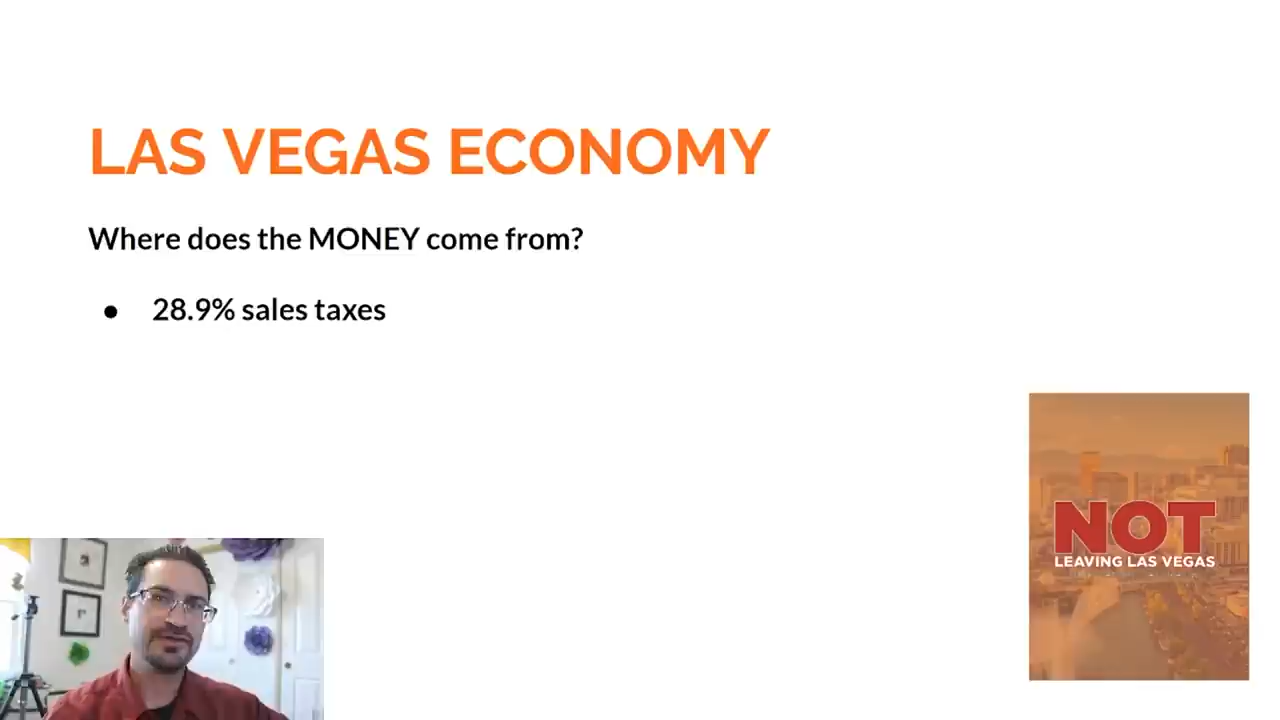 LAS VEGAS ECONOMY
Where does the MONEY come from?
● 28.9% sales taxes
NOT
LEAVING LAS VEGAS